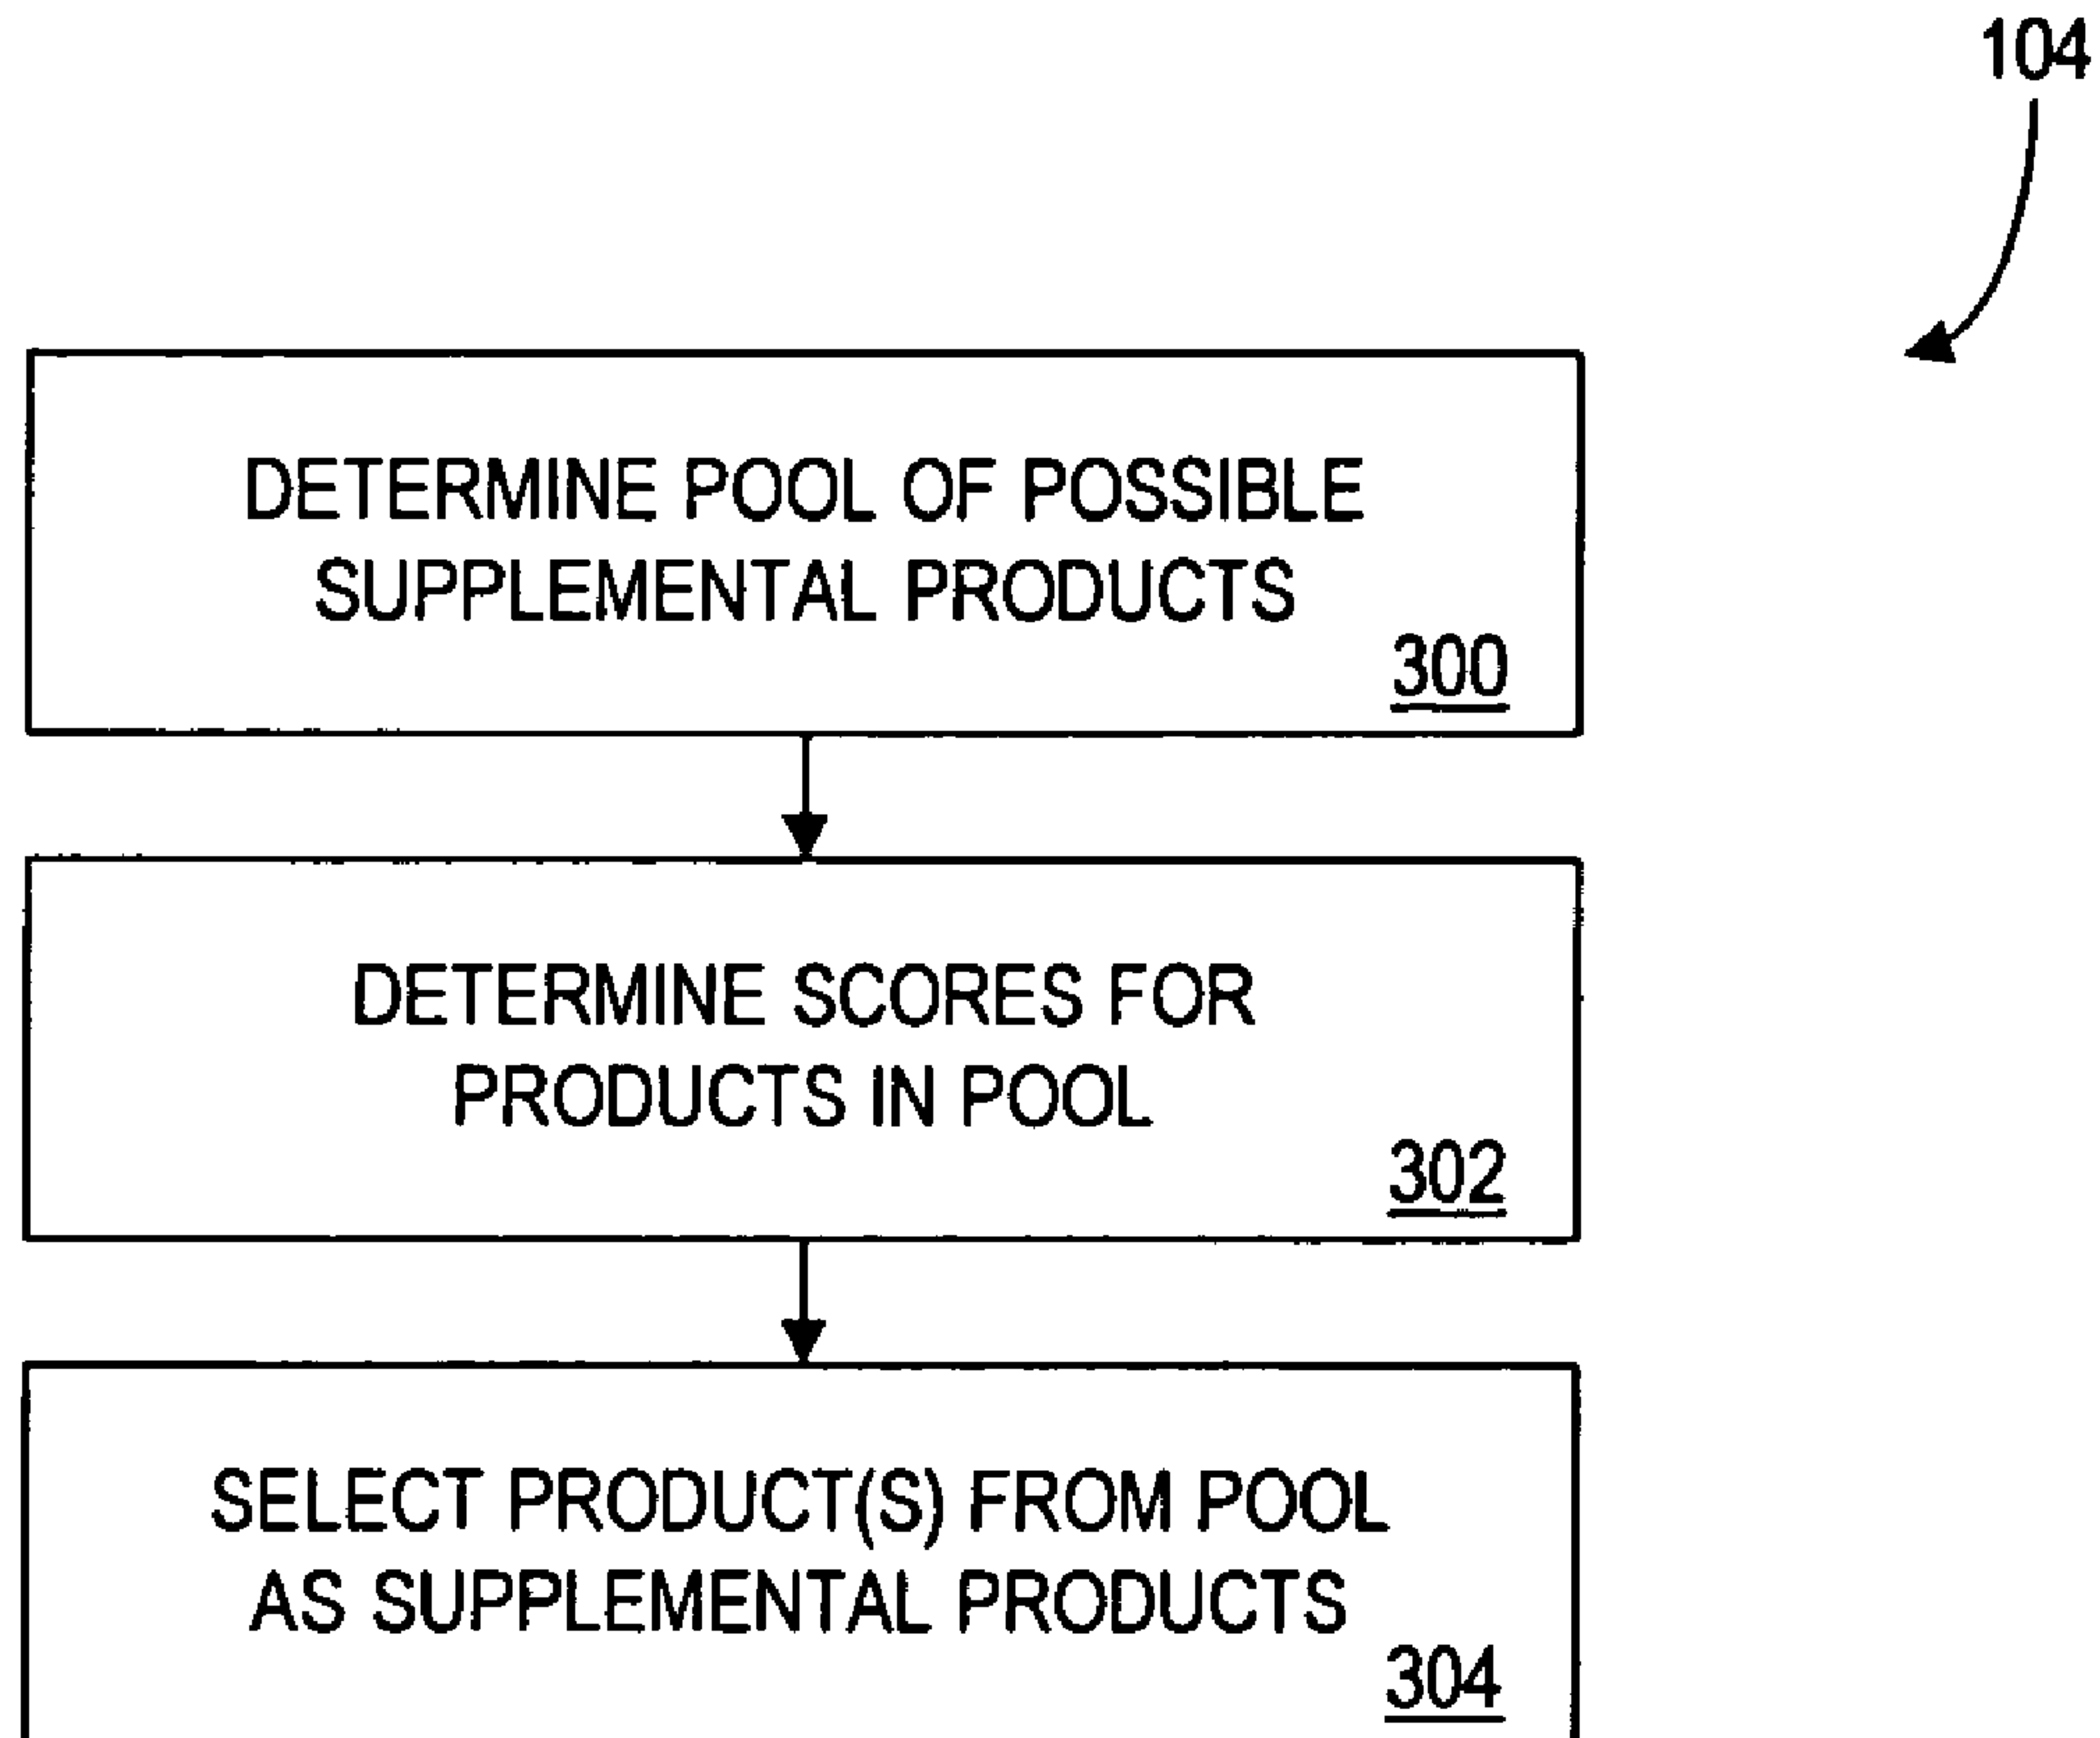 104
DETERMINE POOL OF POSSIBLE
SUPPLEMENTAL PRODUCTS
300
DETERMINE SCORES FOR
PRODUCTS IN POOL
302
SELECT PRODUCT(S) FROM POOL
AS SUPPLEMENTAL PRODUCTS
304